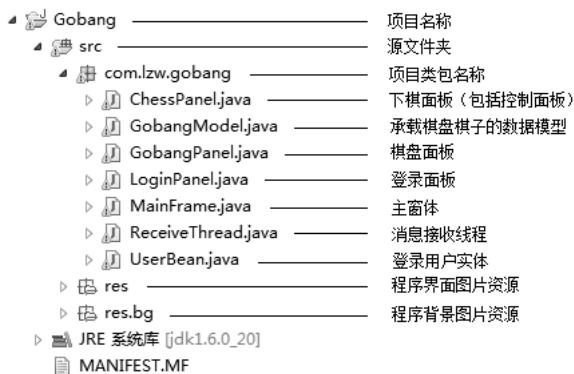 Gobang 项目名称
src 源文件夹
com.lzw.gobang 项目类包名称
ChessPanel.java 下棋面板（包括控制面板）
GobangModel.java 承载棋盘棋子的数据模型
GobangPanel.java 棋盘面板
LoginPanel.java 登录面板
MainFrame.java 主窗体
ReceiveThread.java 消息接收线程
UserBean.java 登录用户实体
res 程序界面图片资源
res.bg 程序背景图片资源
JRE 系统库 [jdk1.6.0_20]
MANIFEST.MF